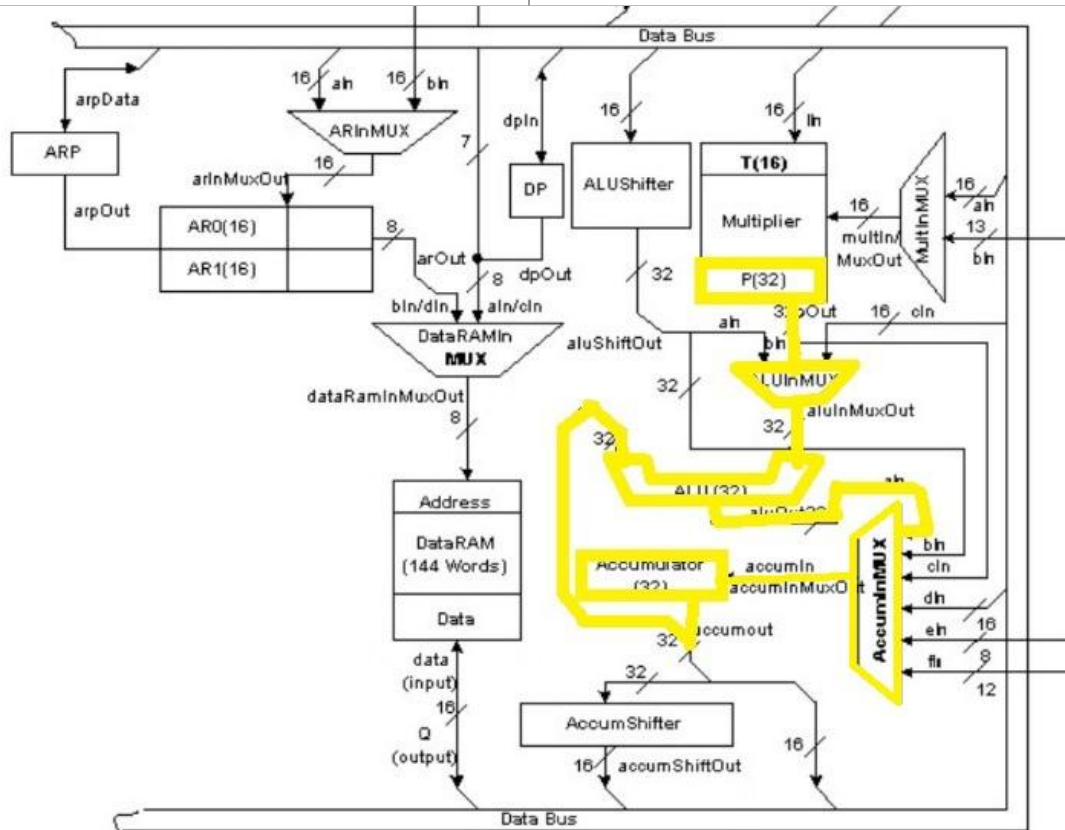 Data Bus
16
aIn
16
bIn
arpData
ARP
arpOut
ARInMUX
16
arInMuxOut
AR0(16)
AR1(16)
8
arOut
7
dpIn
DP
dpOut
8
bIn/dIn
aIn/cIn
DataRAMIn
MUX
dataRamInMuxOut
8
Address
DataRAM
(144 Words)
Data
data
(input)
16
Q
(output)
16
ALUShifter
32
aluShiftOut
16
T(16)
Multiplier
P(32)
16
multIn/
MuxOut
MultInMUX
16
aIn
13
bIn
aIn
bIn
16
cIn
ALUInMUX
aluInMuxOut
32
32
32
ALU(32)
aIn
bIn
cIn
dIn
16
eIn
8
12
AccumInMUX
accumIn
accumInMuxOut
Accumulator
(32)
accumout
32
32
AccumShifter
16
accumShiftOut
16
Data Bus